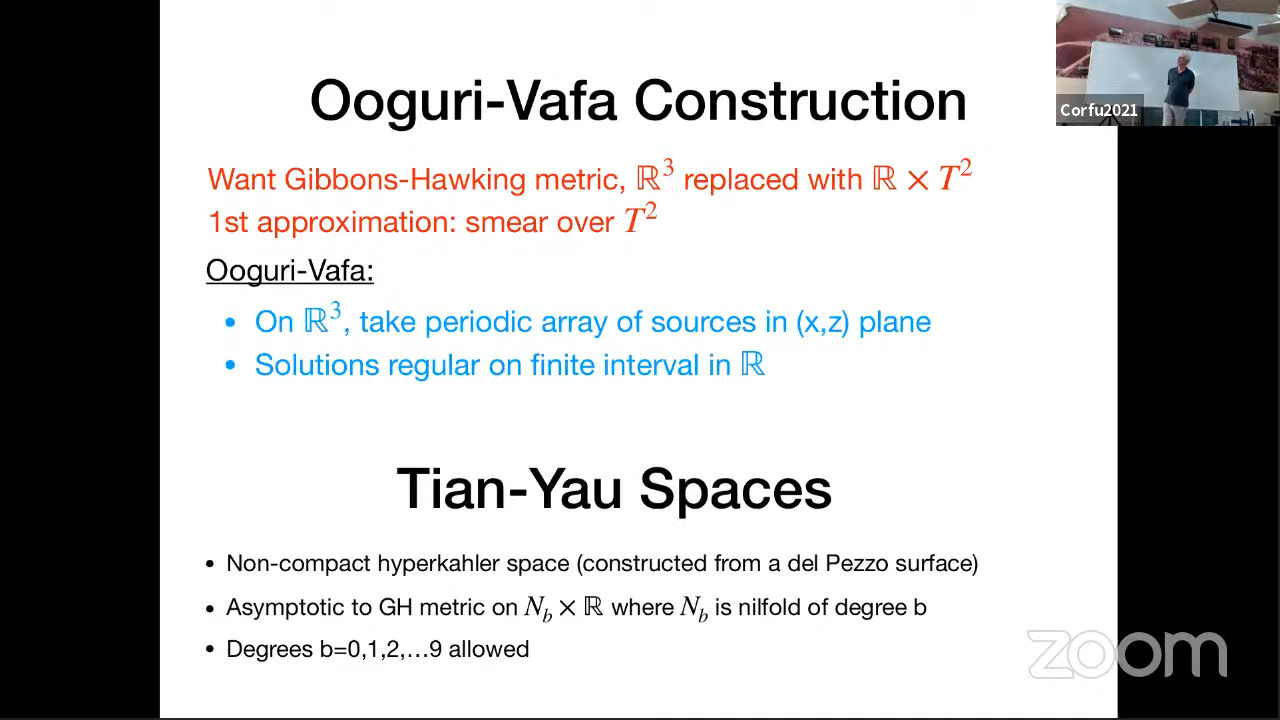 Ooguri-Vafa Construction
Corfu2021
Want Gibbons-Hawking metric, ℝ³ replaced with ℝ × T²
1st approximation: smear over T²
Ooguri-Vafa:
• On ℝ³, take periodic array of sources in (x,z) plane
• Solutions regular on finite interval in ℝ
Tian-Yau Spaces
• Non-compact hyperkahler space (constructed from a del Pezzo surface)
• Asymptotic to GH metric on N_b × ℝ where N_b is nilfold of degree b
• Degrees b=0,1,2,...9 allowed
zoom